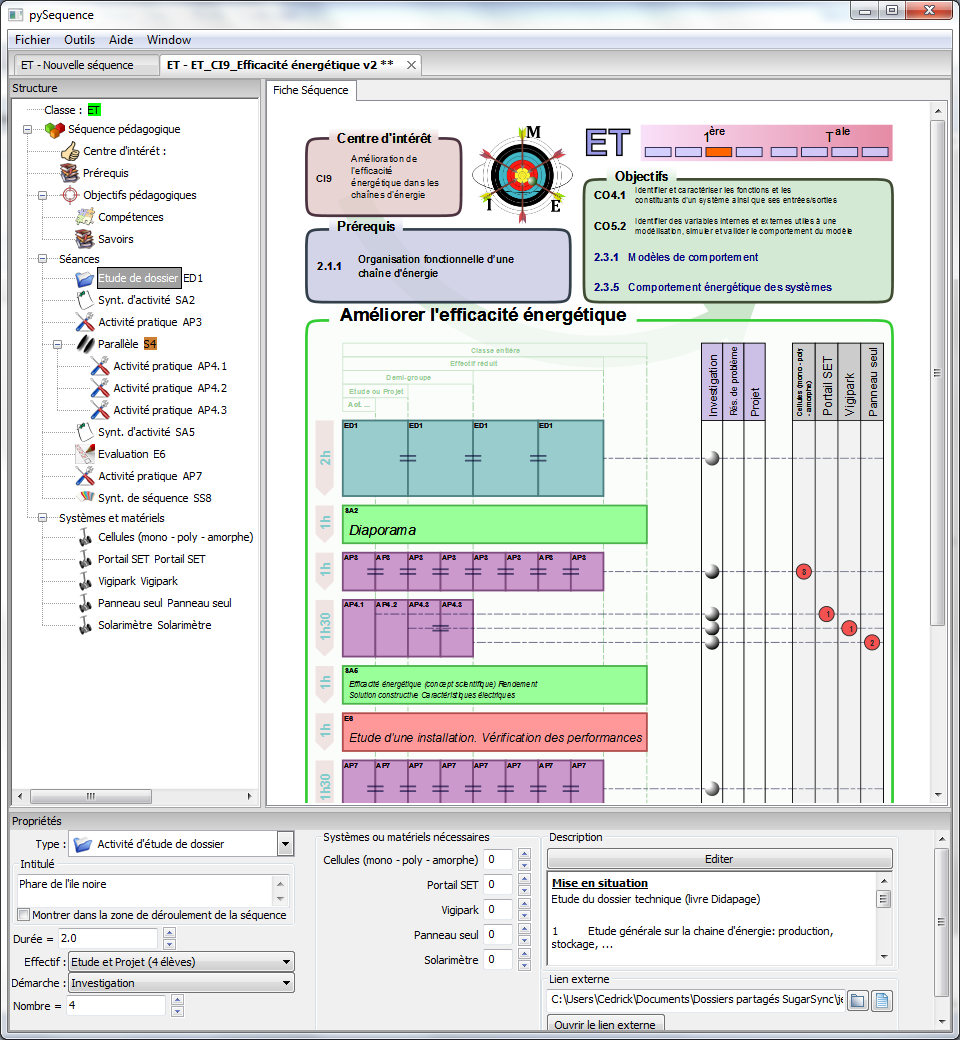 pySequence
Fichier Outils Aide Window
ET - Nouvelle séquence
ET - ET_CI9_Efficacité énergétique v2 **
Structure
Classe : ET
Séquence pédagogique
Centre d'intérêt :
Prérequis
Objectifs pédagogiques
Compétences
Savoirs
Séances
Etude de dossier ED1
Synt. d'activité SA2
Activité pratique AP3
Parallèle S4
Activité pratique AP4.1
Activité pratique AP4.2
Activité pratique AP4.3
Synt. d'activité SA5
Evaluation E6
Activité pratique AP7
Synt. de séquence SS8
Systèmes et matériels
Cellules (mono - poly - amorphe)
Portail SET Portail SET
Vigipark Vigipark
Panneau seul Panneau seul
Solarimètre Solarimètre
Fiche Séquence
Centre d'intérêt
CI9
Amélioration de
l'efficacité
énergétique dans les
chaînes d'énergie
M
I
E
ET
1ère
Tale
Prérequis
2.1.1
Organisation fonctionnelle d'une
chaîne d'énergie
Objectifs
CO4.1 Identifier et caractériser les fonctions et les
constituants d'un système ainsi que ses entrées/sorties
CO5.2 Identifier des variables internes et externes utiles à une
modélisation, simuler et valider le comportement du modèle
2.3.1 Modèles de comportement
2.3.5 Comportement énergétique des systèmes
Améliorer l'efficacité énergétique
Classe entière
Effectif réduit
Demi-groupe
Etude ou Projet
Act. ...
Investigation
Rés. de problème
Projet
Cellules (mono - poly
- amorphe)
Portail SET
Vigipark
Panneau seul
2h
ED1 ED1 ED1 ED1
1h
SA2
Diaporama
1h
AP3 AP3 AP3 AP3 AP3 AP3 AP3 AP3
3
1h30
AP4.1 AP4.2 AP4.3 AP4.3
1
1
2
1h
SA5
Efficacité énergétique (concept scientifique) Rendement
Solution constructive Caractéristiques électriques
1h
E6
Etude d'une installation. Vérification des performances
1h30
AP7 AP7 AP7 AP7 AP7 AP7 AP7 AP7
Propriétés
Type : Activité d'étude de dossier
Intitulé
Phare de l'ile noire
Montrer dans la zone de déroulement de la séquence
Durée = 2.0
Effectif : Etude et Projet (4 élèves)
Démarche : Investigation
Nombre = 4
Systèmes ou matériels nécessaires
Cellules (mono - poly - amorphe) 0
Portail SET 0
Vigipark 0
Panneau seul 0
Solarimètre 0
Description
Editer
Mise en situation
Etude du dossier technique (livre Didapage)
1 Etude générale sur la chaine d'énergie: production,
stockage, ...
Lien externe
C:\Users\Cedrick\Documents\Dossiers partagés SugarSync\je
Ouvrir le lien externe